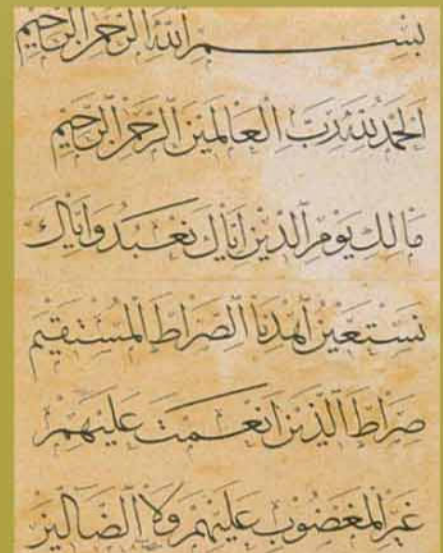 بسم الله الرحمن الرحيم
الحمد لله رب العالمين الرحمن الرحيم
مالك يوم الدين اياك نعبد واياك
نستعين اهدنا الصراط المستقيم
صراط الذين انعمت عليهم
غير المغضوب عليهم ولا الضالين